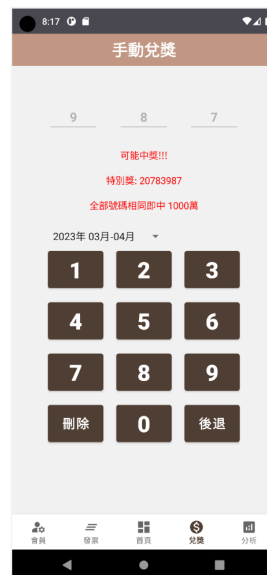 8:17
手動兌獎
9 8 7
可能中獎!!!
特別獎: 20783987
全部號碼相同即中 1000萬
2023年 03月-04月
1 2 3
4 5 6
7 8 9
刪除 0 後退
會員 發票 首頁 兌獎 分析